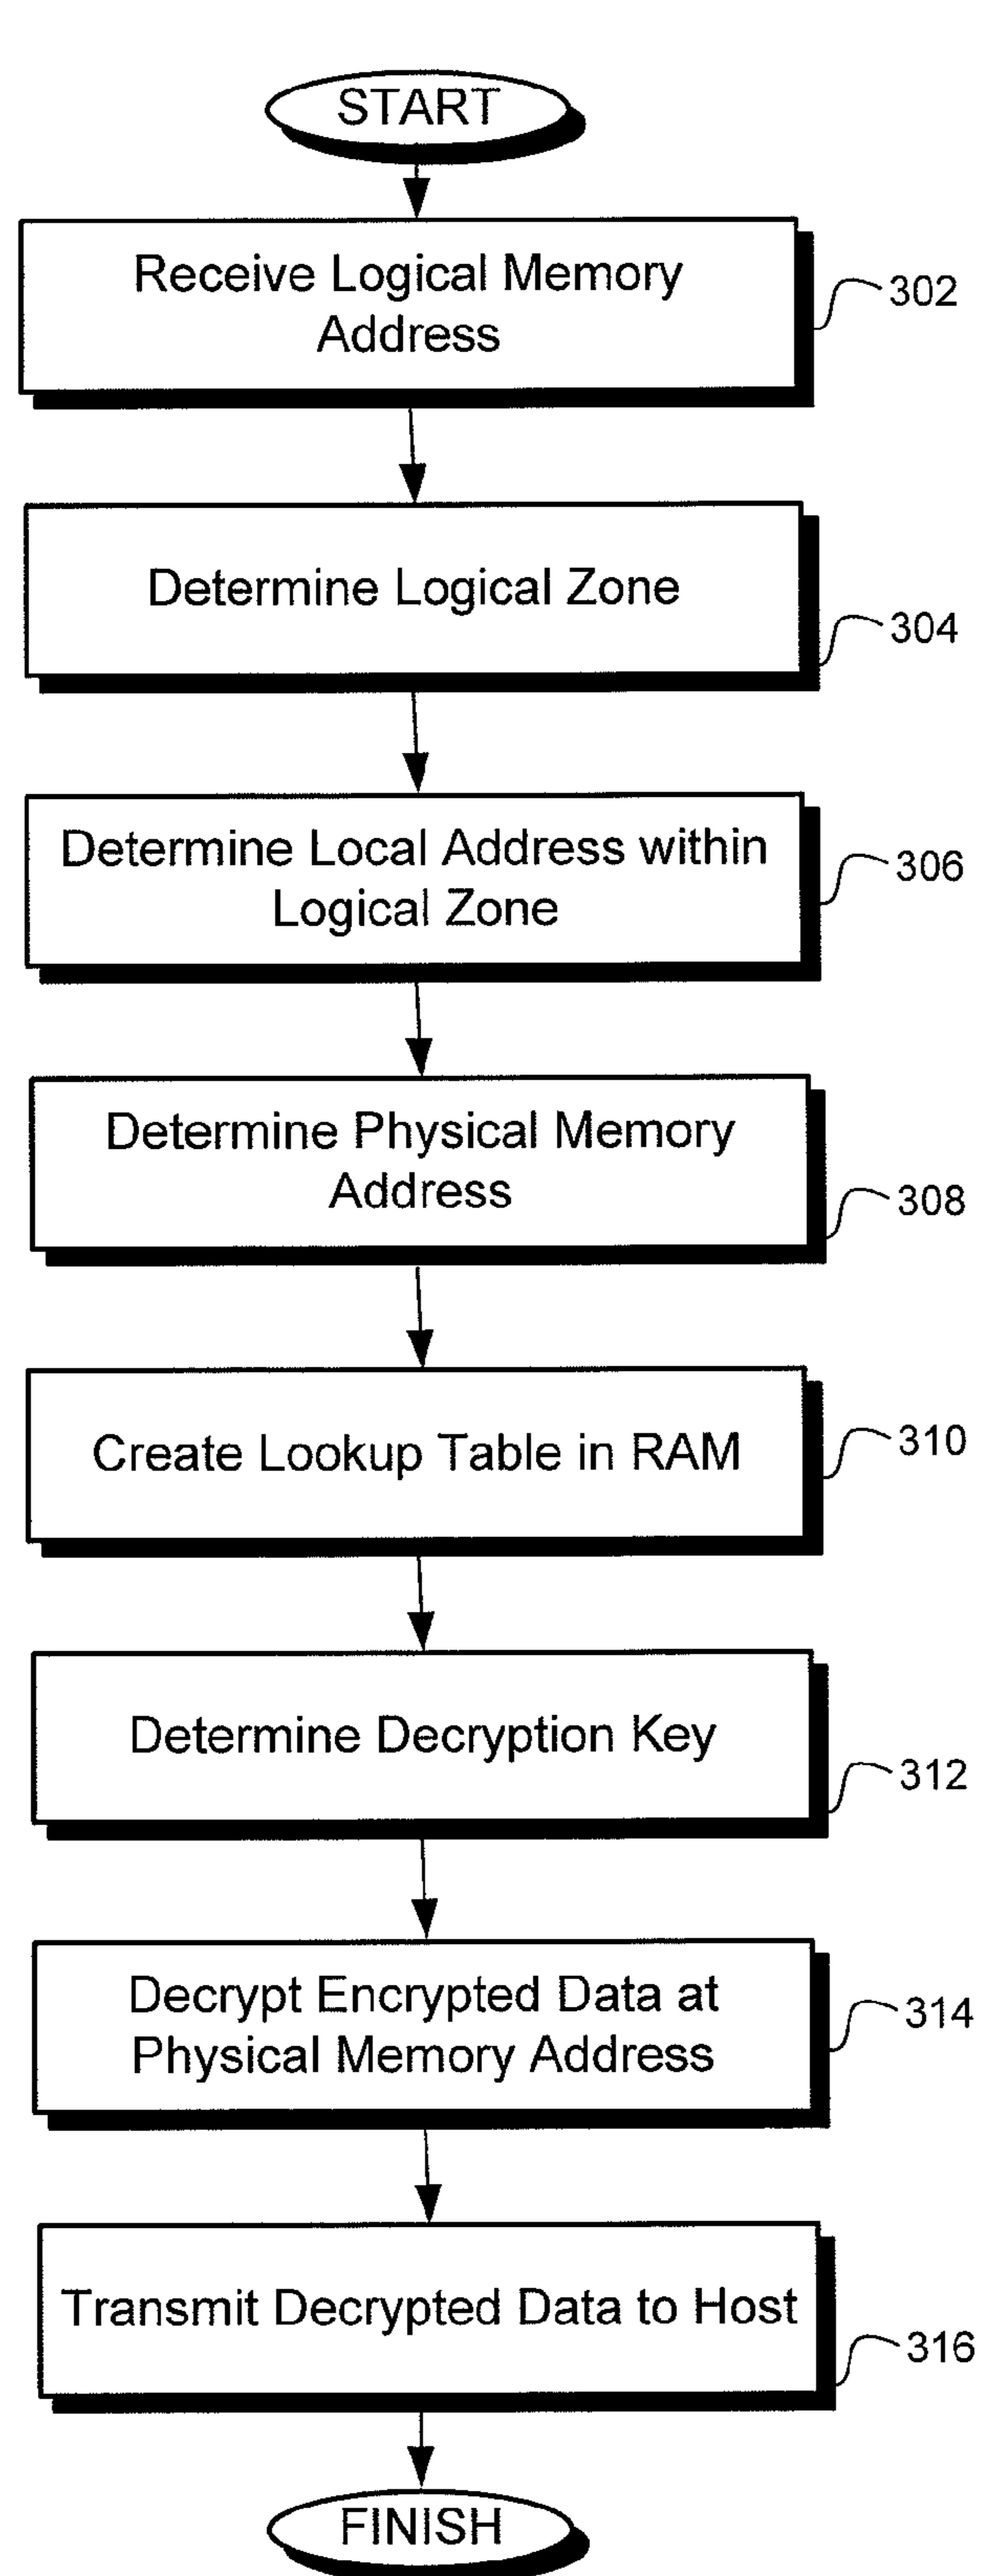 START
Receive Logical Memory
Address
302
Determine Logical Zone
304
Determine Local Address within
Logical Zone
306
Determine Physical Memory
Address
308
Create Lookup Table in RAM
310
Determine Decryption Key
312
Decrypt Encrypted Data at
Physical Memory Address
314
Transmit Decrypted Data to Host
316
FINISH